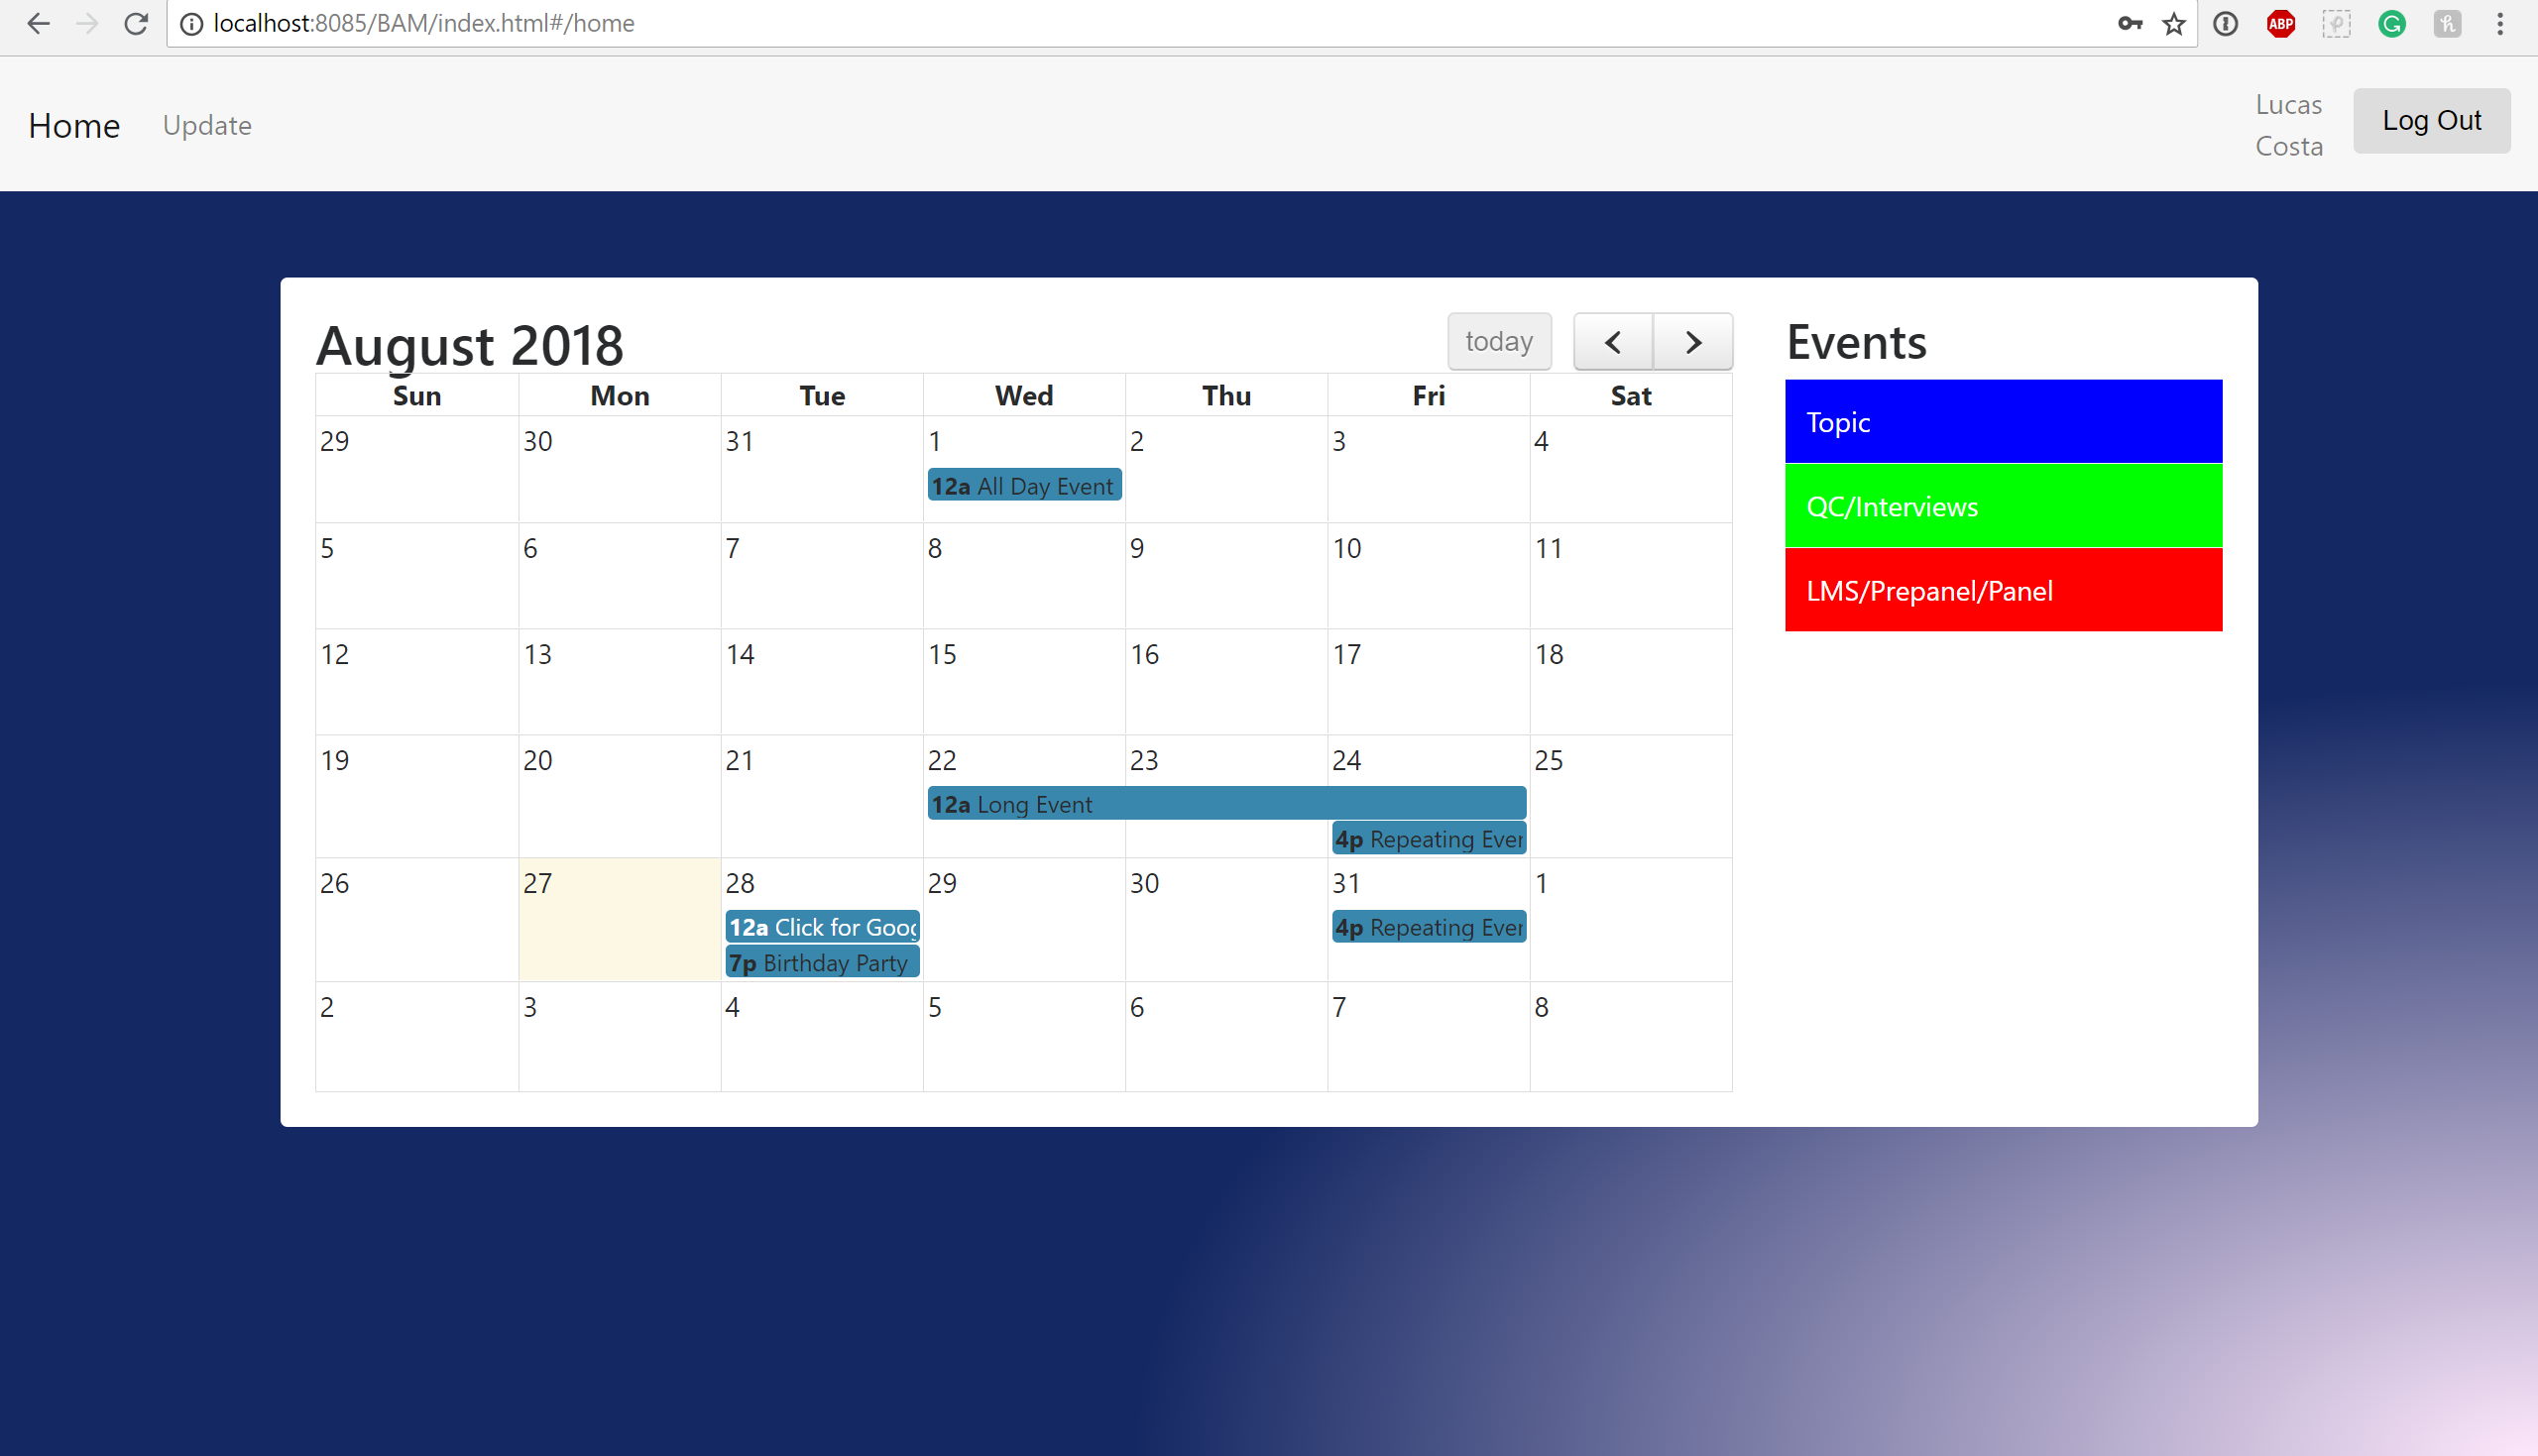 localhost:8085/BAM/index.html#/home
ABP
Home Update
Lucas
Costa
Log Out
August 2018
today
Events
Sun Mon Tue Wed Thu Fri Sat
29 30 31 1 2 3 4
12a All Day Event
5 6 7 8 9 10 11
12 13 14 15 16 17 18
19 20 21 22 23 24 25
12a Long Event
4p Repeating Ever
26 27 28 29 30 31 1
12a Click for Goog
4p Repeating Ever
7p Birthday Party
2 3 4 5 6 7 8
Topic
QC/Interviews
LMS/Prepanel/Panel